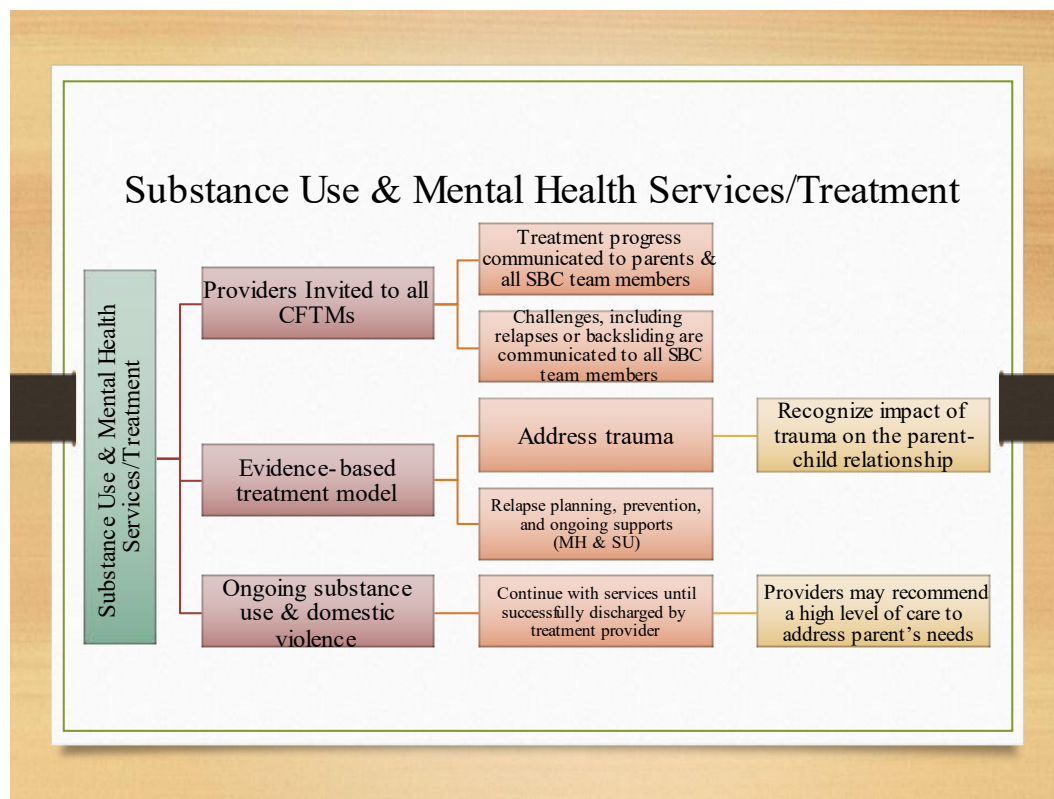 Substance Use & Mental Health Services/Treatment
Substance Use & Mental Health
Services/Treatment
Providers Invited to all
CFTMs
Treatment progress
communicated to parents &
all SBC team members
Challenges, including
relapses or backsliding are
communicated to all SBC
team members
Evidence-based
treatment model
Address trauma
Recognize impact of
trauma on the parent-
child relationship
Relapse planning, prevention,
and ongoing supports
(MH & SU)
Ongoing substance
use & domestic
violence
Continue with services until
successfully discharged by
treatment provider
Providers may recommend
a high level of care to
address parent’s needs